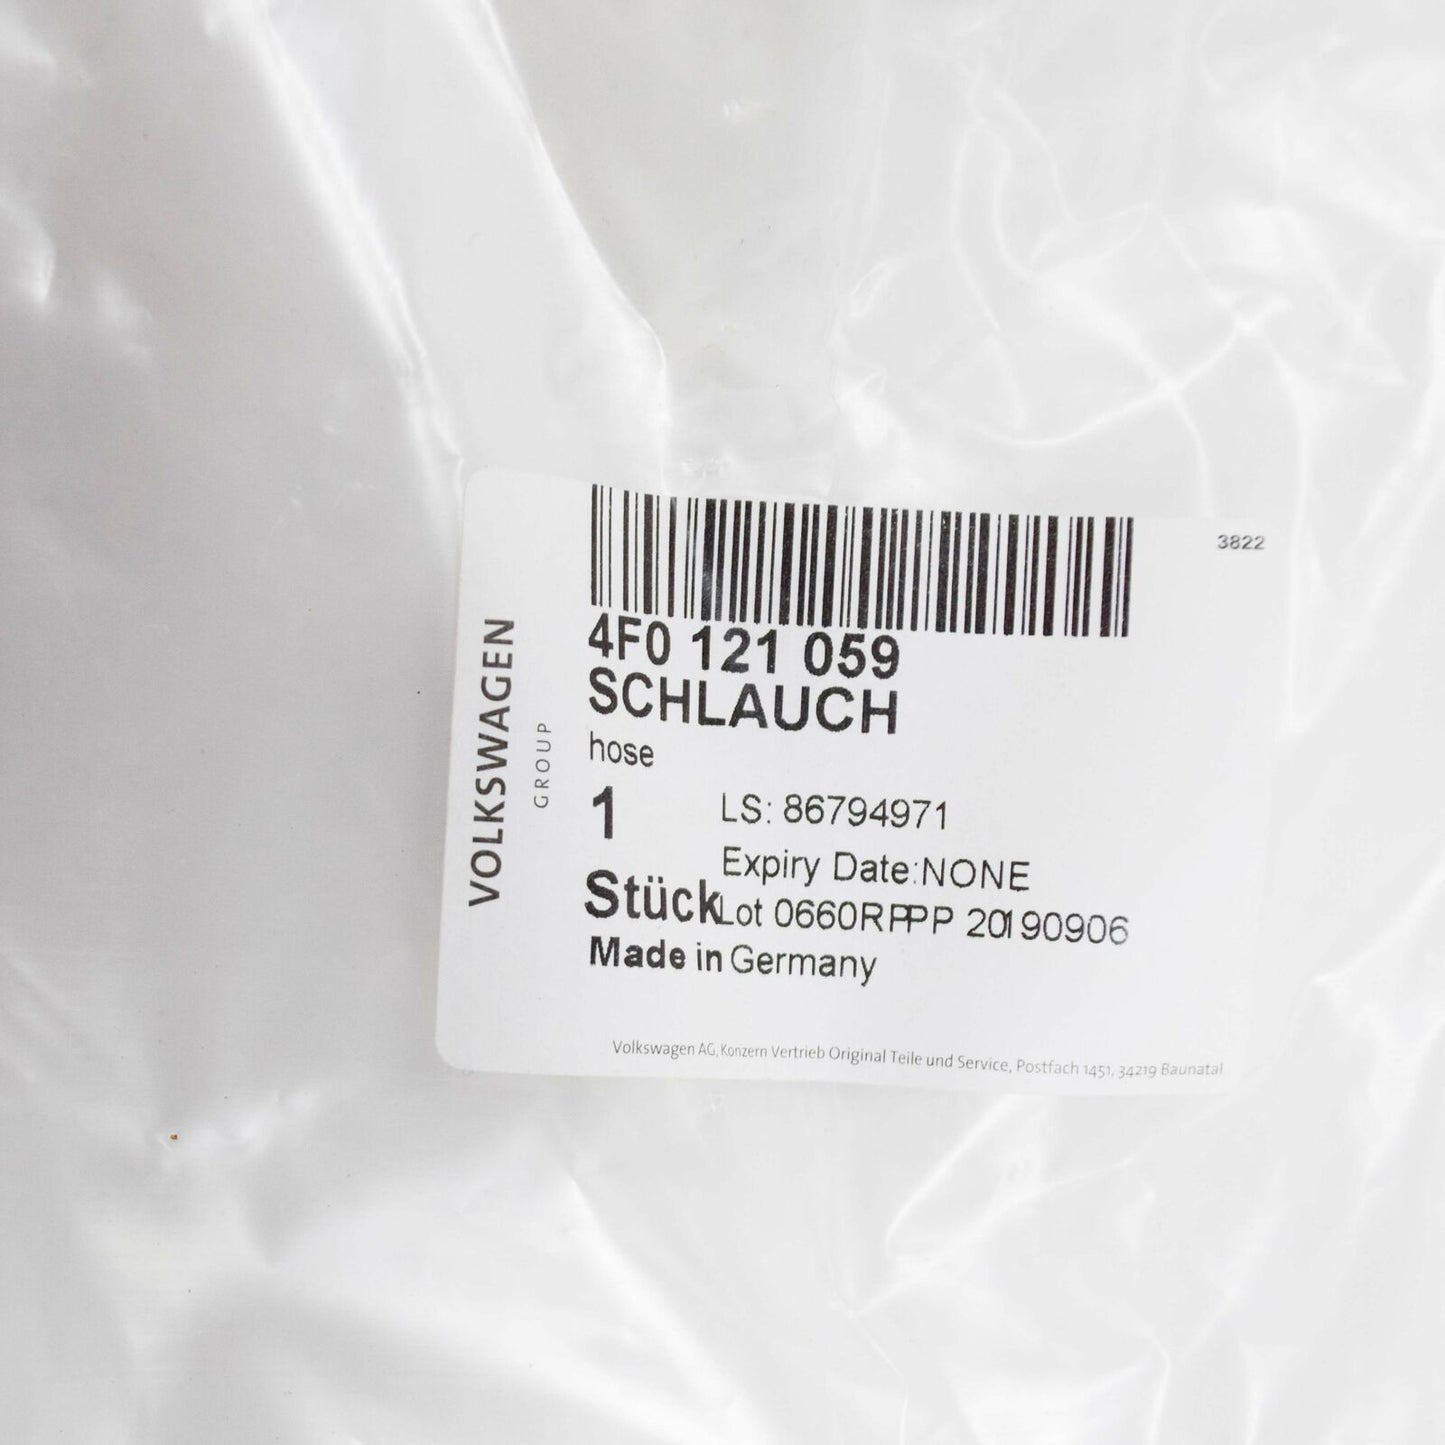 3822
4F0 121 059
SCHLAUCH
hose
1
LS: 86794971
Expiry Date:NONE
Stück
Lot 0660RPPP 20190906
Made in Germany
Volkswagen AG, Konzern Vertrieb Original Teile und Service, Postfach 1451, 34219 Baunatal
VOLKSWAGEN
GROUP